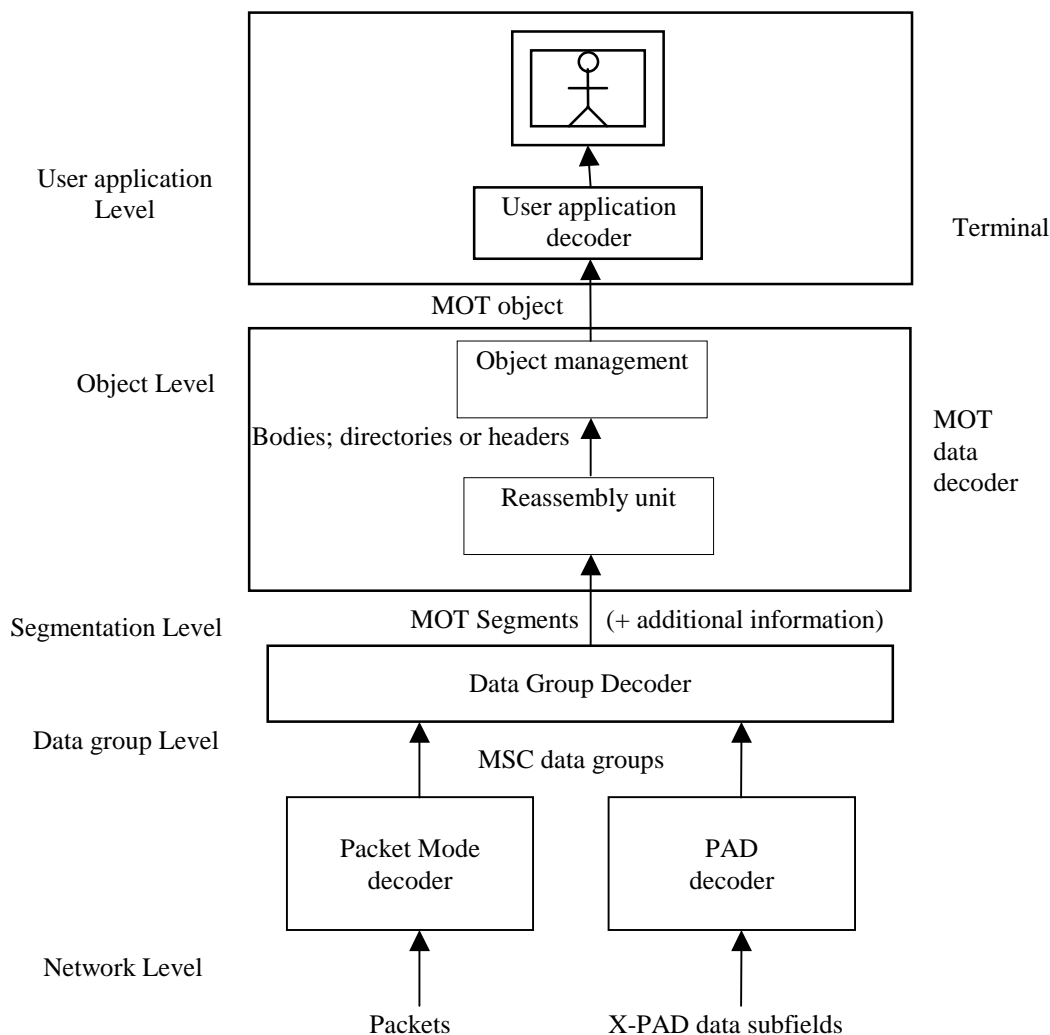 User application
Level
User application
decoder
Terminal
MOT object
Object management
Object Level
Bodies; directories or headers
MOT
data
decoder
Reassembly unit
MOT Segments (+ additional information)
Segmentation Level
Data Group Decoder
Data group Level
MSC data groups
Packet Mode
decoder
PAD
decoder
Network Level
Packets
X-PAD data subfields